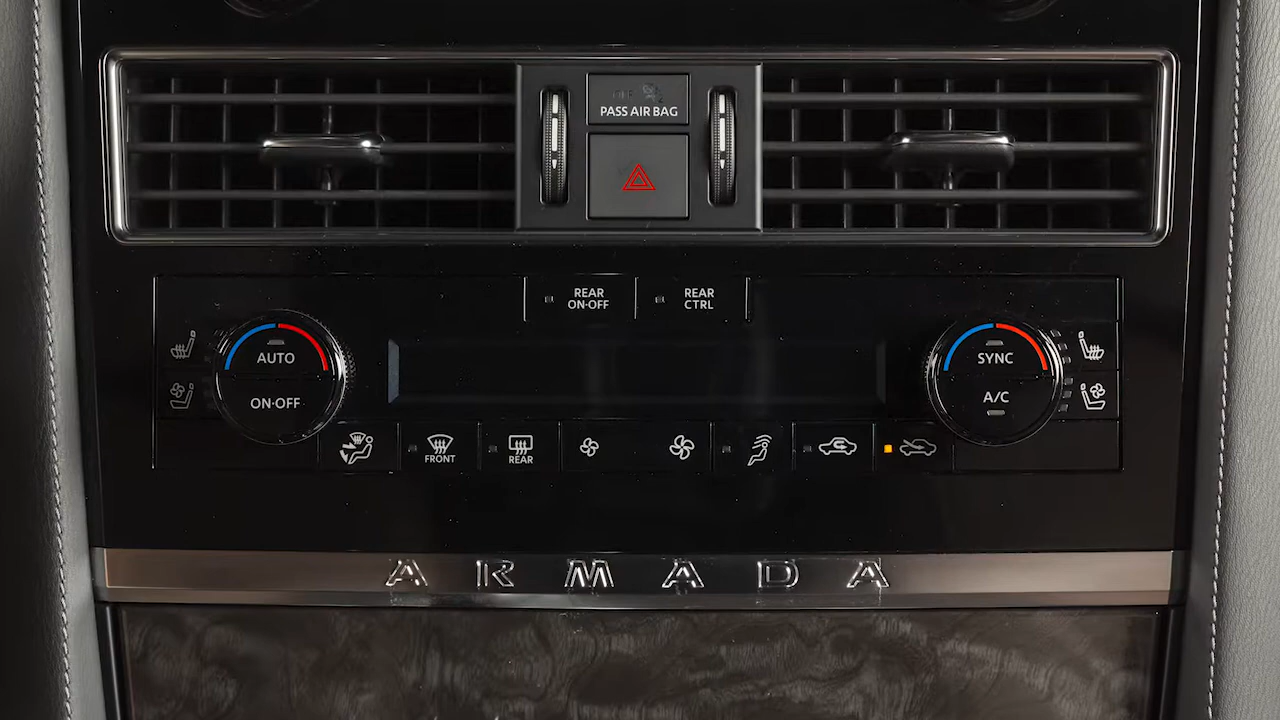 PASS AIR BAG
REAR
ON·OFF
REAR
CTRL
AUTO
ON·OFF
SYNC
A/C
FRONT
REAR
ARMADA